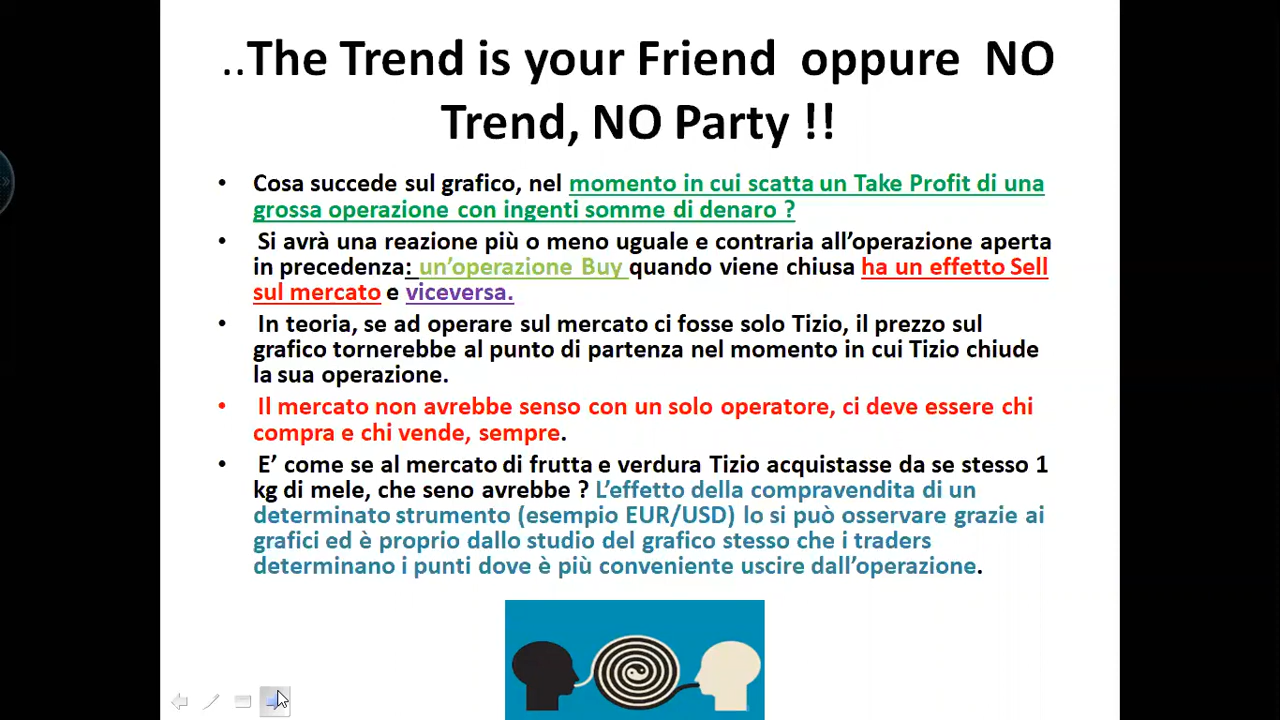 ..The Trend is your Friend oppure NO
Trend, NO Party !!
• Cosa succede sul grafico, nel momento in cui scatta un Take Profit di una
grossa operazione con ingenti somme di denaro ?
• Si avrà una reazione più o meno uguale e contraria all’operazione aperta
in precedenza: un’operazione Buy quando viene chiusa ha un effetto Sell
sul mercato e viceversa.
• In teoria, se ad operare sul mercato ci fosse solo Tizio, il prezzo sul
grafico tornerebbe al punto di partenza nel momento in cui Tizio chiude
la sua operazione.
• Il mercato non avrebbe senso con un solo operatore, ci deve essere chi
compra e chi vende, sempre.
• E’ come se al mercato di frutta e verdura Tizio acquistasse da se stesso 1
kg di mele, che seno avrebbe ? L’effetto della compravendita di un
determinato strumento (esempio EUR/USD) lo si può osservare grazie ai
grafici ed è proprio dallo studio del grafico stesso che i traders
determinano i punti dove è più conveniente uscire dall’operazione.